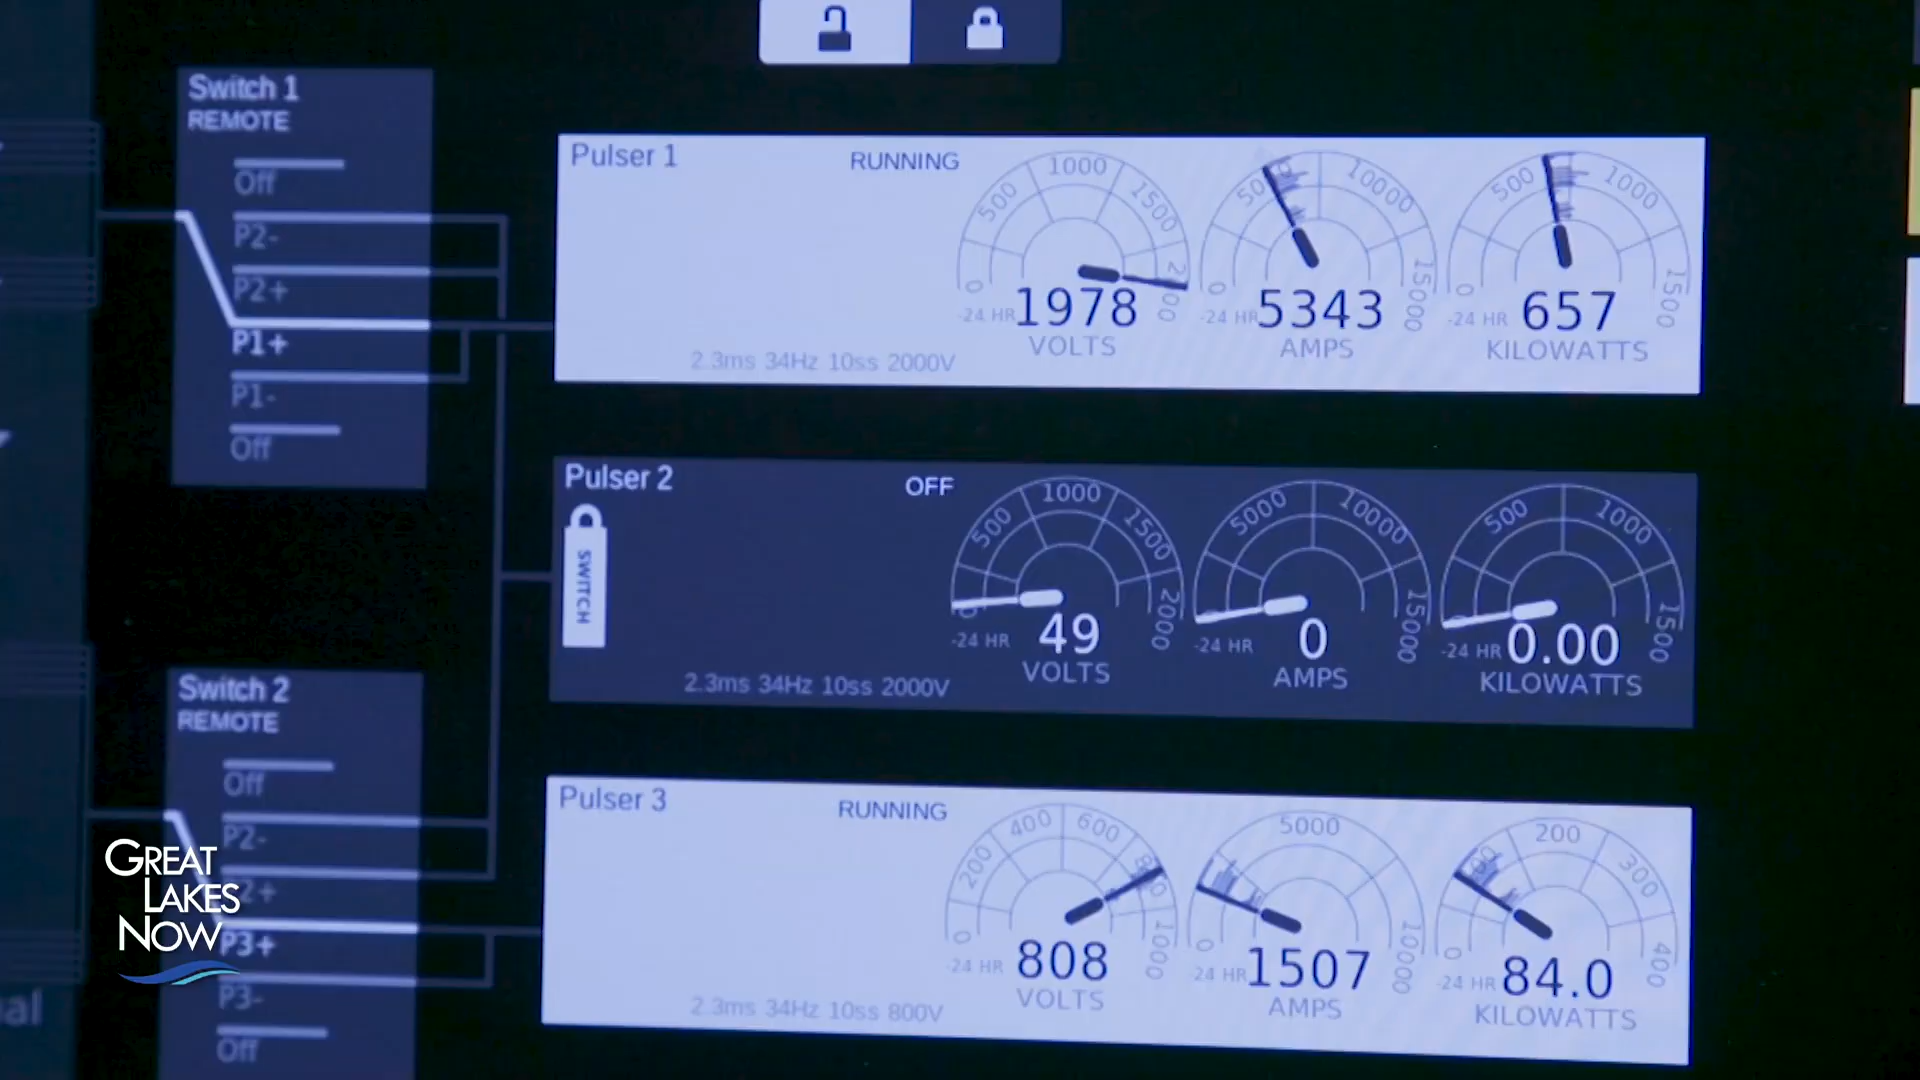 Switch 1
REMOTE
Off
P2-
P2+
P1+
P1-
Off
Pulser 1
RUNNING
2.3ms 34Hz 10ss 2000V
0 500 1000 1500
-24 HR
1978
VOLTS
0 10000 15000
-24 HR
5343
AMPS
0 500 1000 1500
-24 HR
657
KILOWATTS
Pulser 2
OFF
SWITCH
2.3ms 34Hz 10ss 2000V
500 1000 1500 2000
-24 HR
49
VOLTS
5000 10000 15000
-24 HR
0
AMPS
500 1000 1500
-24 HR
0.00
KILOWATTS
Switch 2
REMOTE
Off
P2-
P3+
P3-
Off
Pulser 3
RUNNING
2.3ms 34Hz 10ss 800V
0 200 400 600 1000
-24 HR
808
VOLTS
0 5000 10000
-24 HR
1507
AMPS
0 200 300 400
-24 HR
84.0
KILOWATTS
GREAT
LAKES
NOW